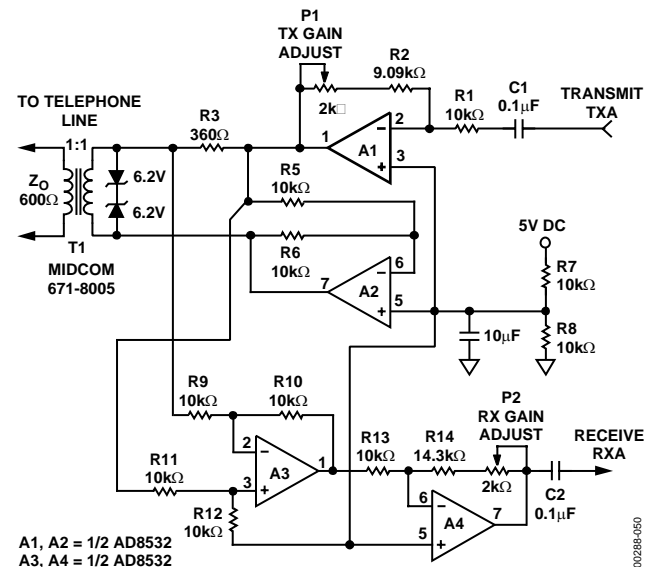 P1
TX GAIN
ADJUST
R2
9.09kΩ
2k□
R1
10kΩ
C1
0.1µF
TRANSMIT
TXA
TO TELEPHONE
LINE
1:1
R3
360Ω
1
2
A1
3
ZO
600Ω
6.2V
6.2V
R5
10kΩ
R6
10kΩ
5V DC
T1
MIDCOM
671-8005
7
A2
6
5
R7
10kΩ
10µF
R8
10kΩ
R9
10kΩ
R10
10kΩ
P2
RX GAIN
ADJUST
R13
10kΩ
R14
14.3kΩ
2kΩ
RECEIVE
RXA
R11
10kΩ
2
A3
1
3
R12
10kΩ
6
A4
7
5
C2
0.1µF
A1, A2 = 1/2 AD8532
A3, A4 = 1/2 AD8532
00288-050